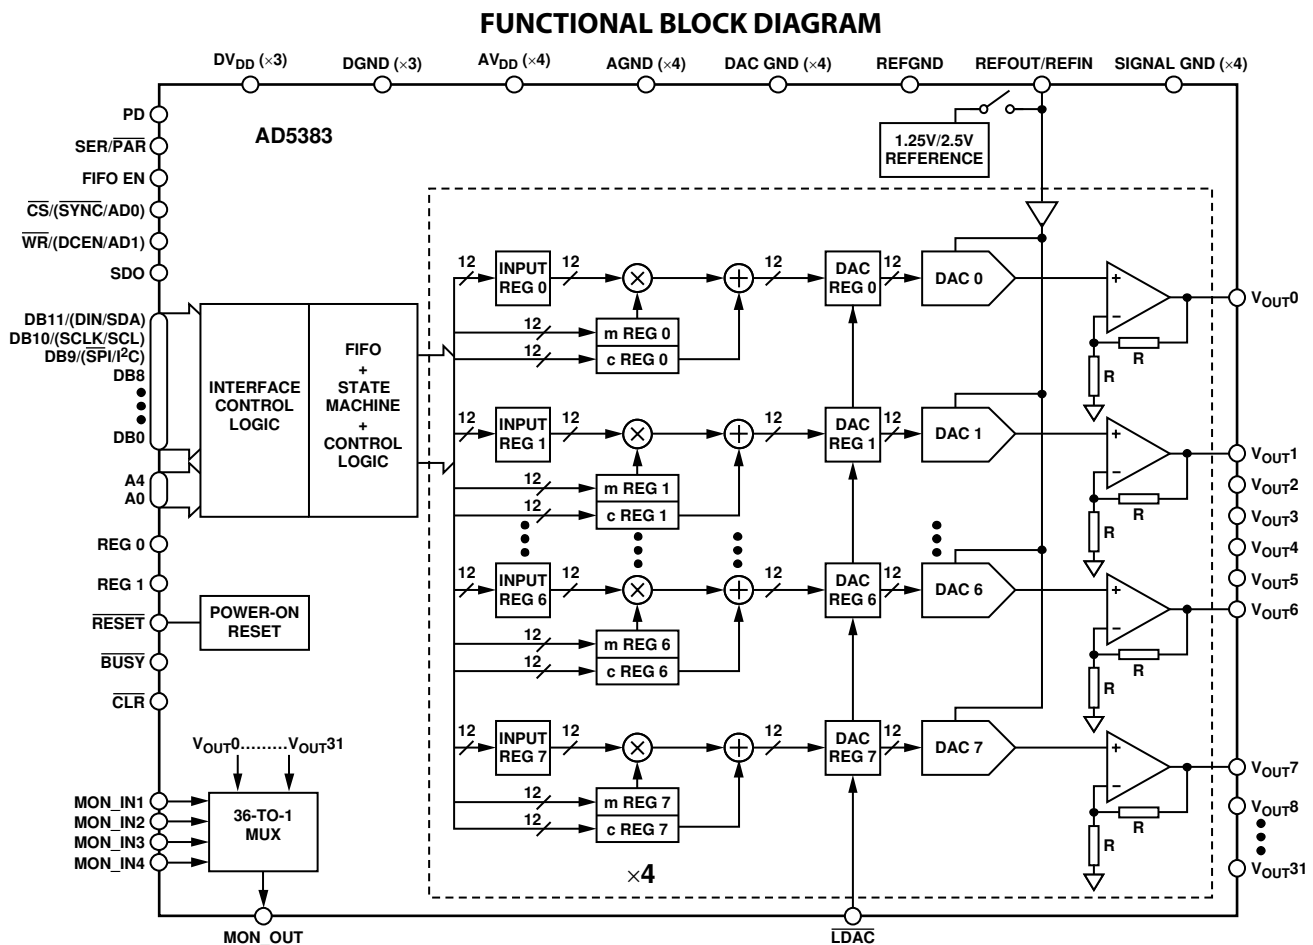 FUNCTIONAL BLOCK DIAGRAM
DVDD (×3)
DGND (×3)
AVDD (×4)
AGND (×4)
DAC GND (×4)
REFGND
REFOUT/REFIN
SIGNAL GND (×4)
PD
SER/PAR
FIFO EN
CS/(SYNC/AD0)
WR/(DCEN/AD1)
SDO
DB11/(DIN/SDA)
DB10/(SCLK/SCL)
DB9/(SPI/I2C)
DB8
DB0
A4
A0
REG 0
REG 1
RESET
BUSY
CLR
AD5383
1.25V/2.5V
REFERENCE
INTERFACE
CONTROL
LOGIC
FIFO
+
STATE
MACHINE
+
CONTROL
LOGIC
POWER-ON
RESET
VOUT0.........VOUT31
MON_IN1
MON_IN2
MON_IN3
MON_IN4
36-TO-1
MUX
MON_OUT
12
INPUT
REG 0
12
×
+
12
DAC
REG 0
12
DAC 0
+
−
R
R
12
m REG 0
12
c REG 0
VOUT0
12
INPUT
REG 1
12
×
+
12
DAC
REG 1
12
DAC 1
+
−
R
R
12
m REG 1
12
c REG 1
VOUT1
VOUT2
VOUT3
VOUT4
VOUT5
12
INPUT
REG 6
12
×
+
12
DAC
REG 6
12
DAC 6
+
−
R
R
12
m REG 6
12
c REG 6
VOUT6
12
INPUT
REG 7
12
×
+
12
DAC
REG 7
12
DAC 7
+
−
R
R
12
m REG 7
12
c REG 7
VOUT7
VOUT8
VOUT31
×4
LDAC